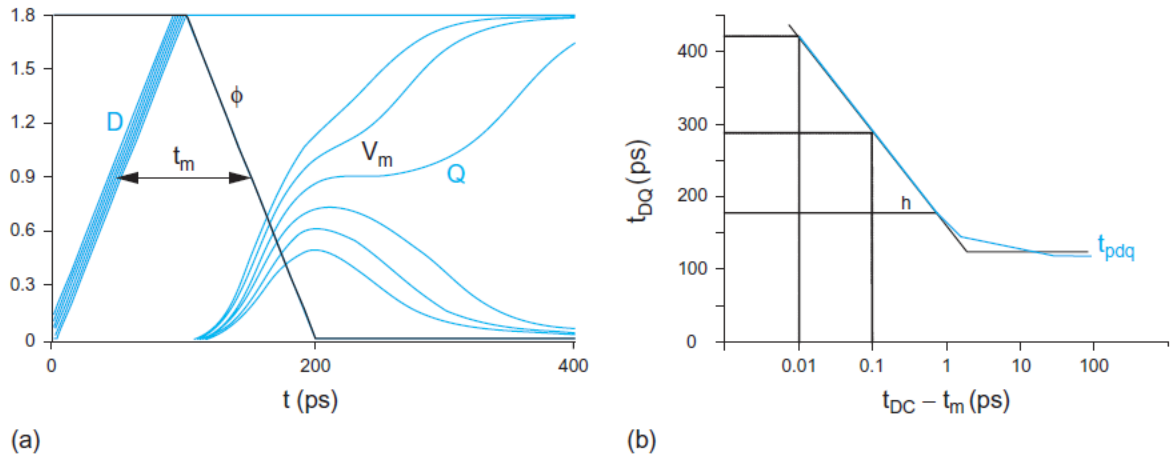 1.8
1.5
1.2
0.9
0.6
0.3
0
D
t_m
ϕ
V_m
Q
0
200
400
t (ps)
(a)
t_DQ (ps)
400
300
200
100
0
h
t_pdq
0.01
0.1
1
10
100
t_DC − t_m (ps)
(b)